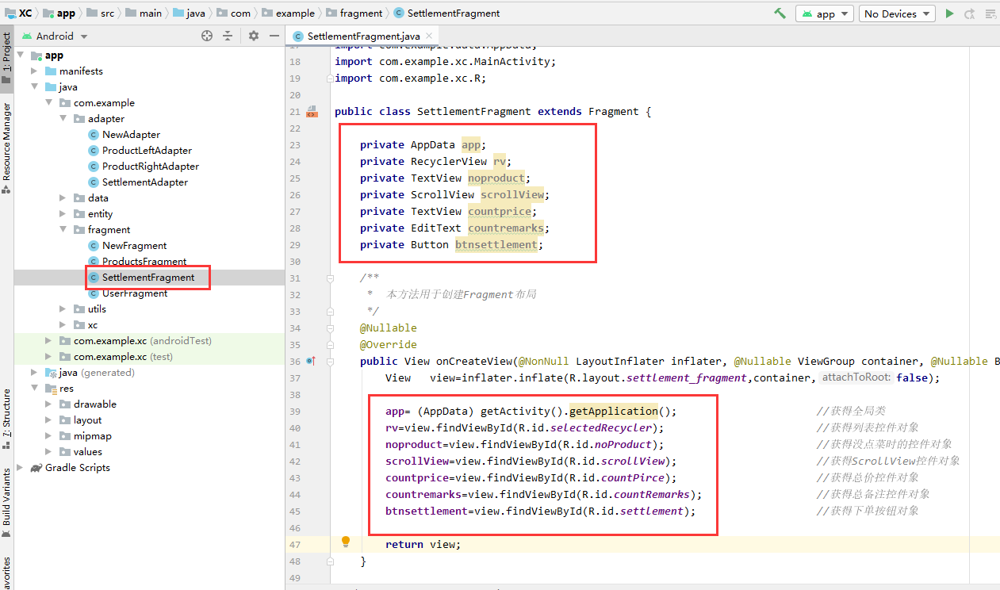 XC app src main java com example fragment SettlementFragment
app No Devices
Android
SettlementFragment.java
1: Project
Resource Manager
7: Structure
Build Variants
avorites
app
manifests
java
com.example
adapter
NewAdapter
ProductLeftAdapter
ProductRightAdapter
SettlementAdapter
data
entity
fragment
NewFragment
ProductsFragment
SettlementFragment
UserFragment
utils
xc
com.example.xc (androidTest)
com.example.xc (test)
java (generated)
res
drawable
layout
mipmap
values
Gradle Scripts
17 import com.example.data.AppData;
18 import com.example.xc.MainActivity;
19 import com.example.xc.R;
20
21 public class SettlementFragment extends Fragment {
22
23 private AppData app;
24 private RecyclerView rv;
25 private TextView noproduct;
26 private ScrollView scrollView;
27 private TextView countprice;
28 private EditText countremarks;
29 private Button btnsettlement;
30
31 /**
32 * 本方法用于创建Fragment布局
33 */
34 @Nullable
35 @Override
36 public View onCreateView(@NonNull LayoutInflater inflater, @Nullable ViewGroup container, @Nullable B
37 View view=inflater.inflate(R.layout.settlement_fragment,container, attachToRoot: false);
38
39 app= (AppData) getActivity().getApplication(); //获得全局类
40 rv=view.findViewById(R.id.selectedRecycler); //获得列表控件对象
41 noproduct=view.findViewById(R.id.noProduct); //获得没点菜时的控件对象
42 scrollView=view.findViewById(R.id.scrollView); //获得ScrollView控件对象
43 countprice=view.findViewById(R.id.countPirce); //获得总价控件对象
44 countremarks=view.findViewById(R.id.countRemarks); //获得总备注控件对象
45 btnsettlement=view.findViewById(R.id.settlement); //获得下单按钮对象
46
47 return view;
48 }
49